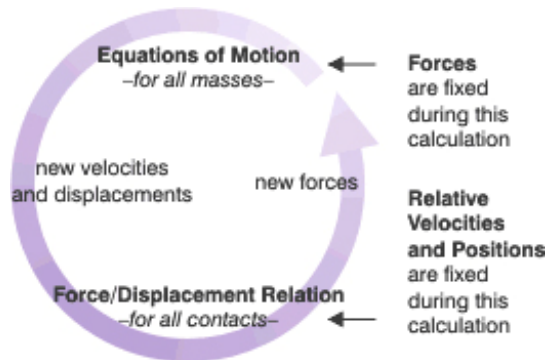 Equations of Motion
–for all masses–
Forces
are fixed
during this
calculation
new velocities
and displacements
new forces
Relative
Velocities
and Positions
are fixed
during this
calculation
Force/Displacement Relation
–for all contacts–